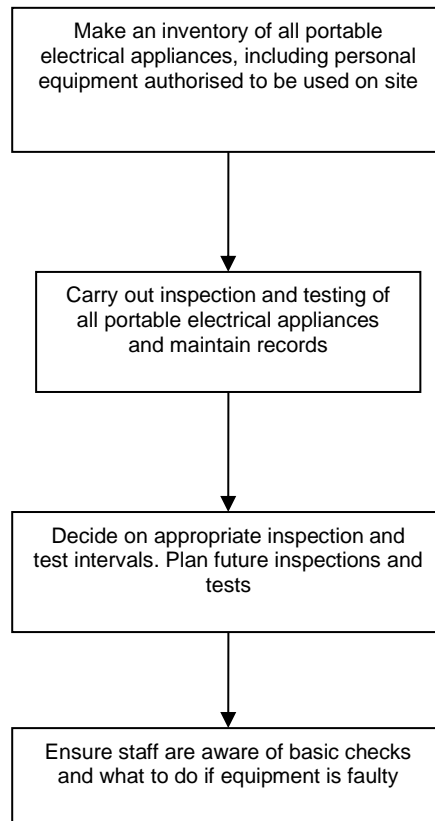 Make an inventory of all portable
electrical appliances, including personal
equipment authorised to be used on site
Carry out inspection and testing of
all portable electrical appliances
and maintain records
Decide on appropriate inspection and
test intervals. Plan future inspections and
tests
Ensure staff are aware of basic checks
and what to do if equipment is faulty